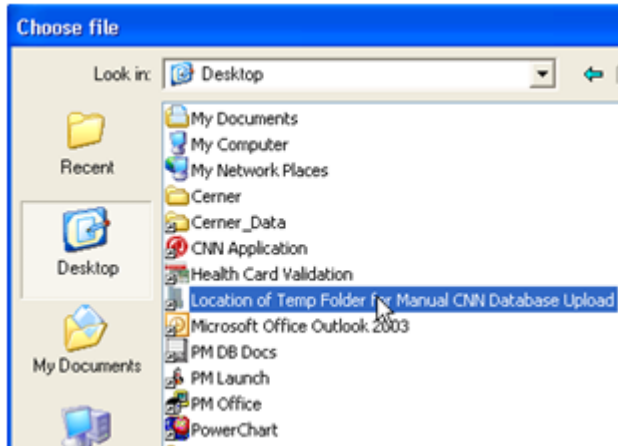 Choose file
Look in:
Desktop
Recent
Desktop
My Documents
My Documents
My Computer
My Network Places
Cerner
Cerner_Data
CNN Application
Health Card Validation
Location of Temp Folder for Manual CNN Database Upload
Microsoft Office Outlook 2003
PM DB Docs
PM Launch
PM Office
PowerChart